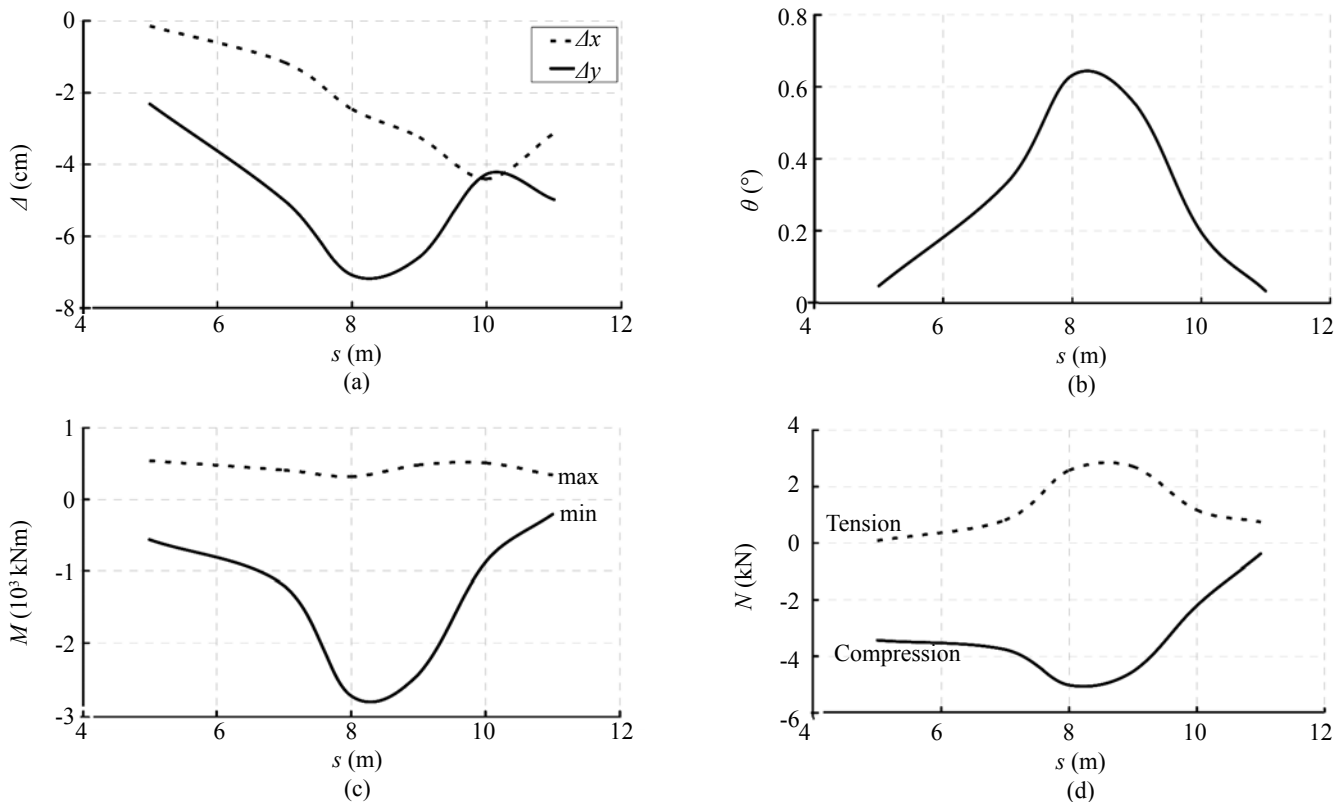 0
-2
-4
-6
-8
Δ (cm)
Δx
Δy
4
6
8
10
12
s (m)
(a)
0.8
0.6
0.4
0.2
0
θ (°)
4
6
8
10
12
s (m)
(b)
1
0
-1
-2
-3
M (10³ kNm)
max
min
4
6
8
10
12
s (m)
(c)
4
2
0
-2
-4
-6
N (kN)
Tension
Compression
4
6
8
10
12
s (m)
(d)